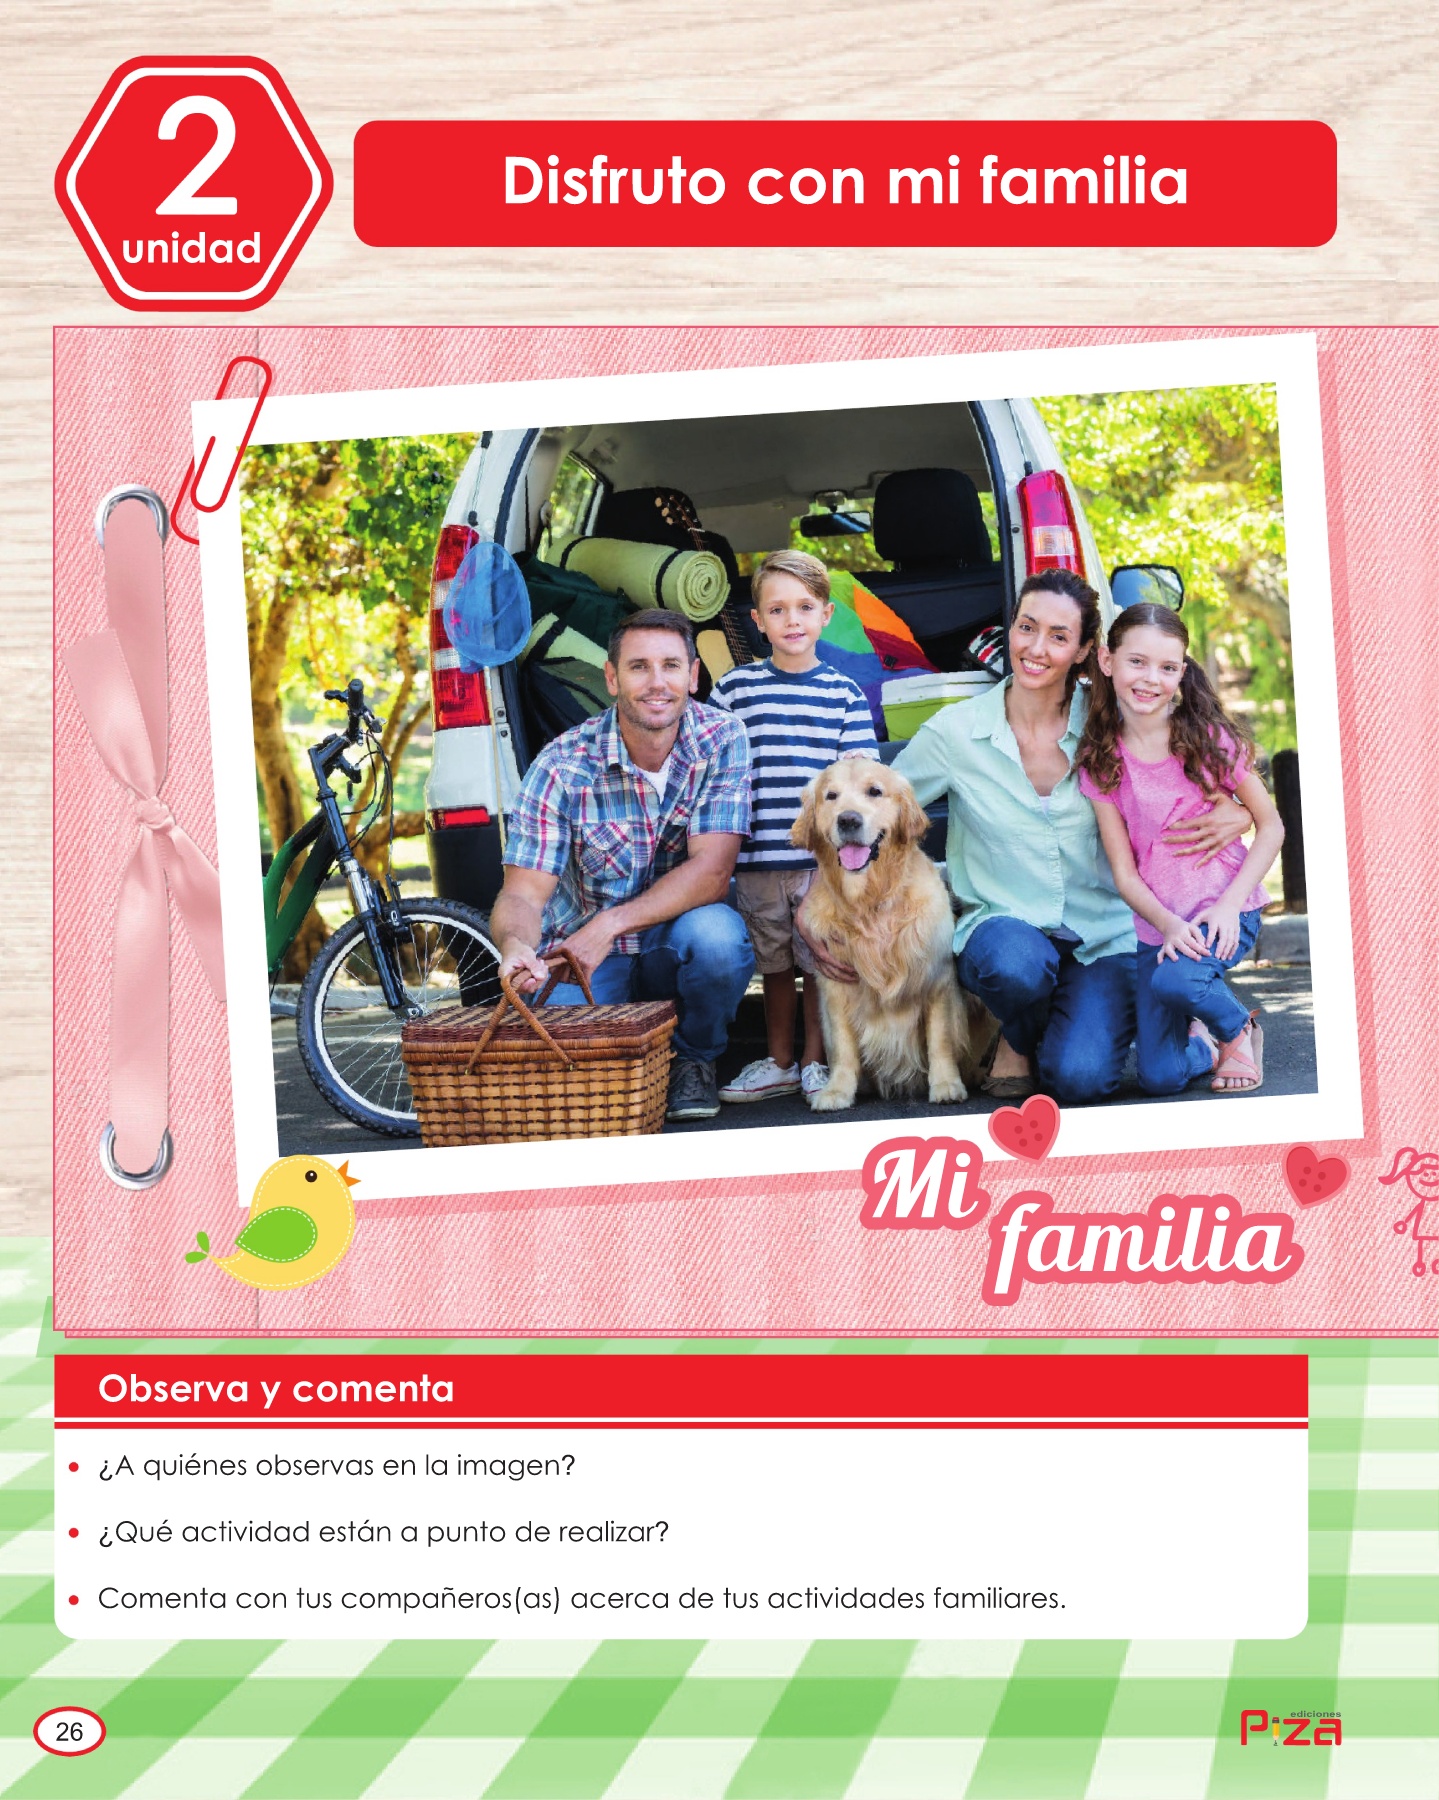 2
unidad
Disfruto con mi familia
Mi
familia
Observa y comenta
• ¿A quiénes observas en la imagen?
• ¿Qué actividad están a punto de realizar?
• Comenta con tus compañeros(as) acerca de tus actividades familiares.
26
ediciones
Piza